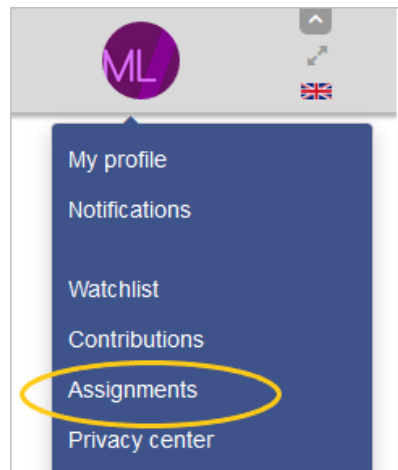 ML
My profile
Notifications
Watchlist
Contributions
Assignments
Privacy center